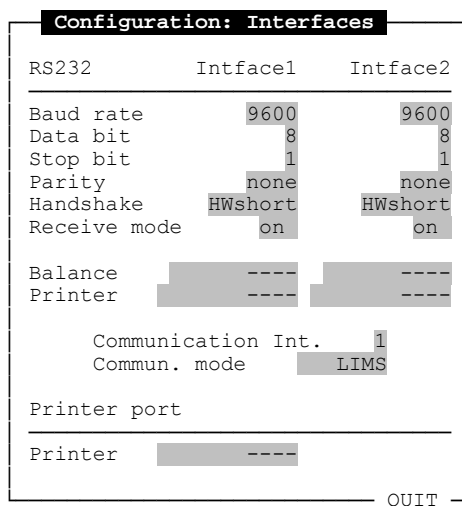 Configuration: Interfaces
RS232 Intface1 Intface2
Baud rate 9600 9600
Data bit 8 8
Stop bit 1 1
Parity none none
Handshake HWshort HWshort
Receive mode on on
Balance ---- ----
Printer ---- ----
Communication Int. 1
Commun. mode LIMS
Printer port
Printer ----
QUIT